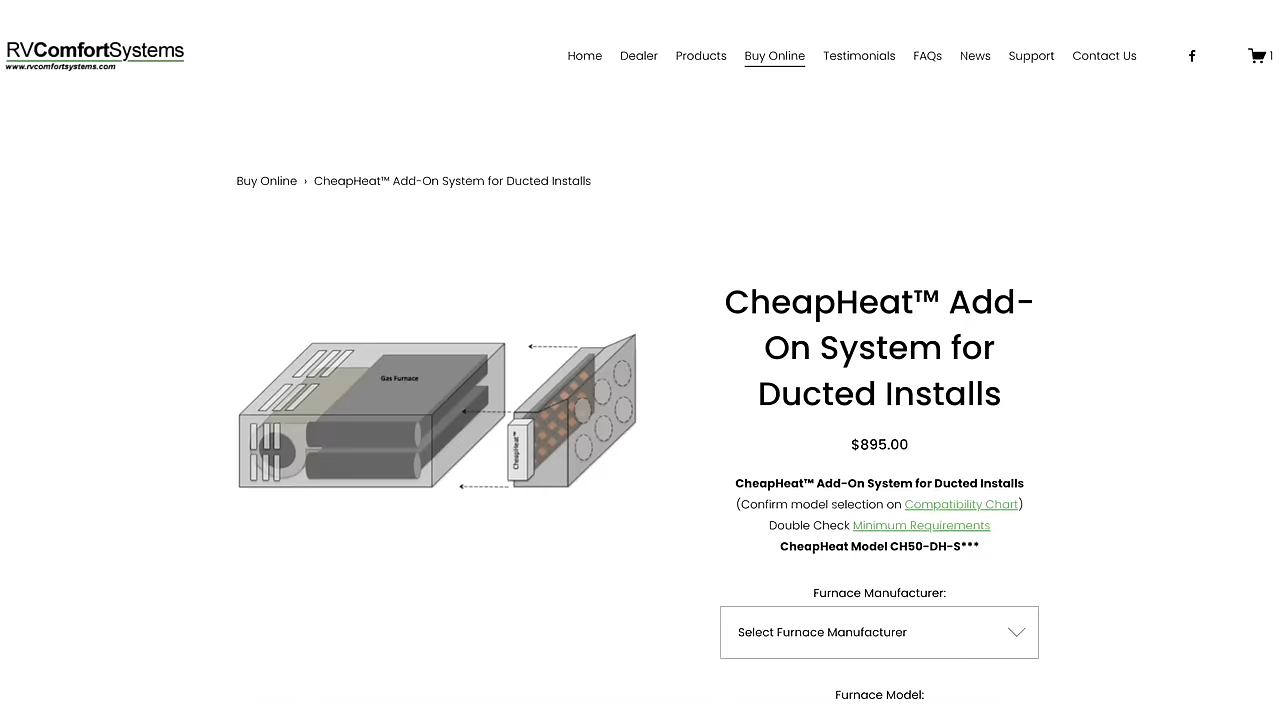 RVComfortSystems
www.rvcomfortsystems.com
Home Dealer Products Buy Online Testimonials FAQs News Support Contact Us 1
Buy Online › CheapHeat™ Add-On System for Ducted Installs
Gas Furnace
CheapHeat™
CheapHeat™ Add-
On System for
Ducted Installs
$895.00
CheapHeat™ Add-On System for Ducted Installs
(Confirm model selection on Compatibility Chart)
Double Check Minimum Requirements
CheapHeat Model CH50-DH-S***
Furnace Manufacturer:
Select Furnace Manufacturer
Furnace Model: